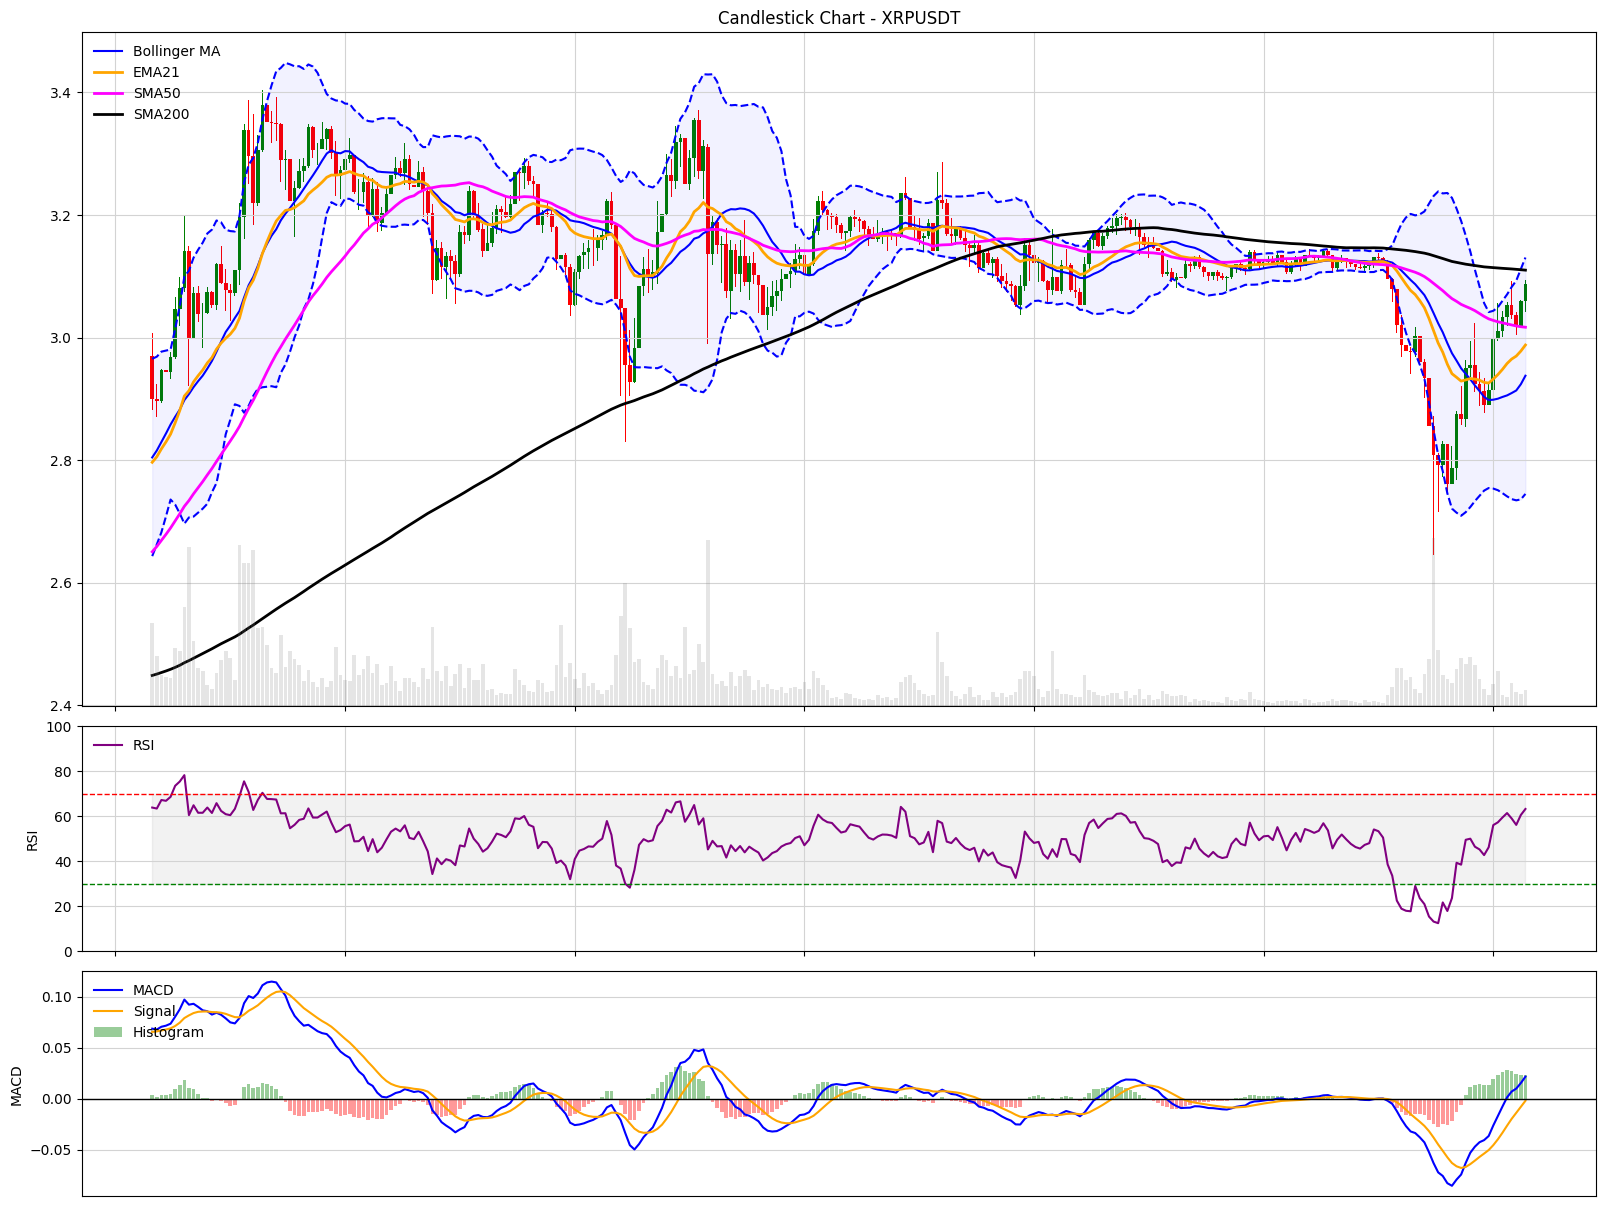 Candlestick Chart - XRPUSDT
Bollinger MA
EMA21
SMA50
SMA200
3.4
3.2
3.0
2.8
2.6
2.4
RSI
100
80
60
40
20
0
RSI
MACD
Signal
Histogram
0.10
0.05
0.00
−0.05
MACD